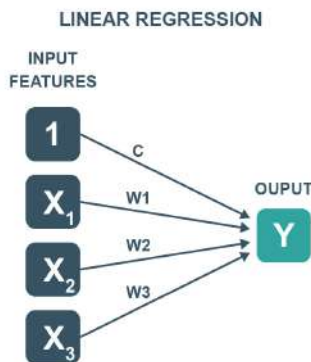 LINEAR REGRESSION
INPUT
FEATURES
1
C
X₁
W1
OUPUT
Y
X₂
W2
X₃
W3